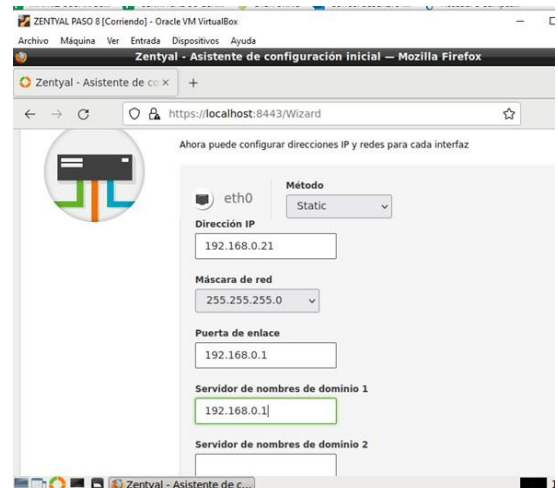 ZENTYAL PASO 8 [Corriendo] - Oracle VM VirtualBox
Archivo Máquina Ver Entrada Dispositivos Ayuda
Zentyal - Asistente de configuración inicial — Mozilla Firefox
Zentyal - Asistente de co
https://localhost:8443/Wizard
Ahora puede configurar direcciones IP y redes para cada interfaz
eth0
Método
Static
Dirección IP
192.168.0.21
Máscara de red
255.255.255.0
Puerta de enlace
192.168.0.1
Servidor de nombres de dominio 1
192.168.0.1
Servidor de nombres de dominio 2
Zentyal - Asistente de c...